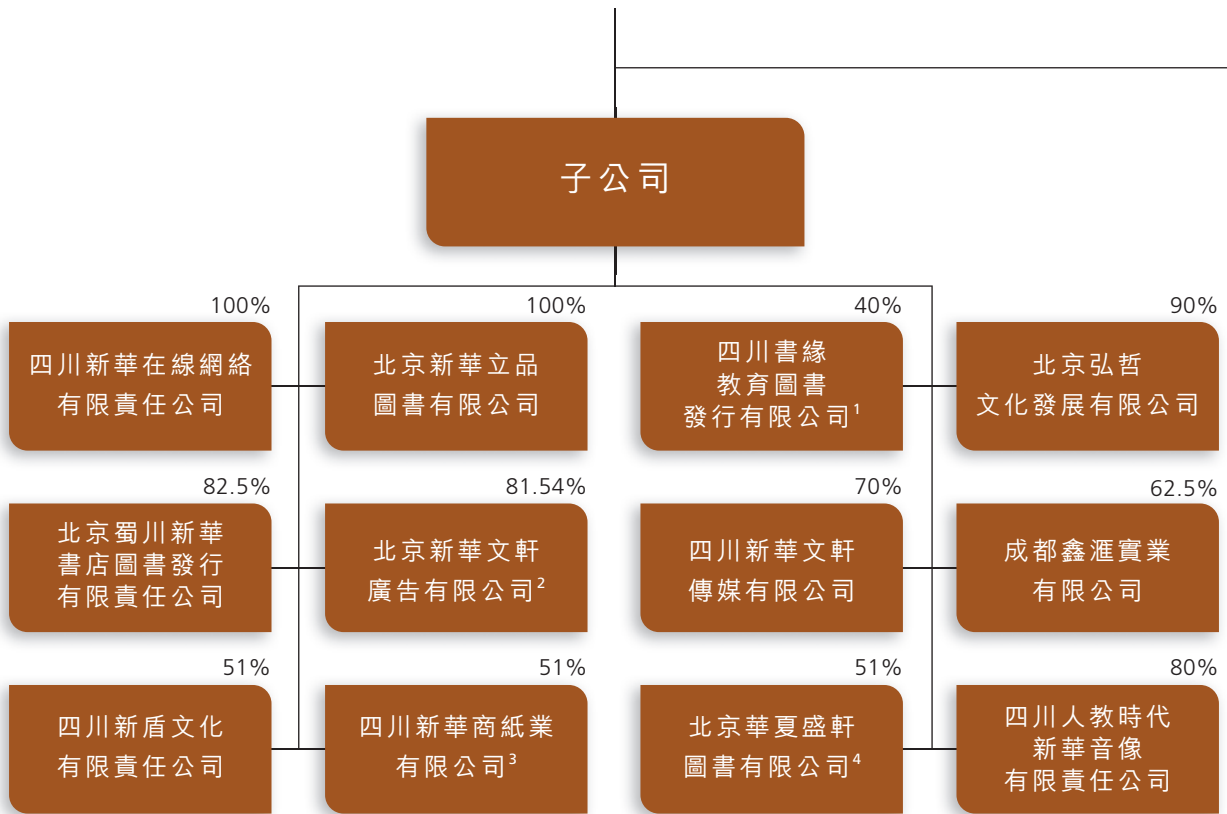 子公司
100%
四川新華在線網絡
有限責任公司
100%
北京新華立品
圖書有限公司
40%
四川書緣
教育圖書
發行有限公司¹
90%
北京弘哲
文化發展有限公司
82.5%
北京蜀川新華
書店圖書發行
有限責任公司
81.54%
北京新華文軒
廣告有限公司²
70%
四川新華文軒
傳媒有限公司
62.5%
成都鑫滙實業
有限公司
51%
四川新盾文化
有限責任公司
51%
四川新華商紙業
有限公司³
51%
北京華夏盛軒
圖書有限公司⁴
80%
四川人教時代
新華音像
有限責任公司